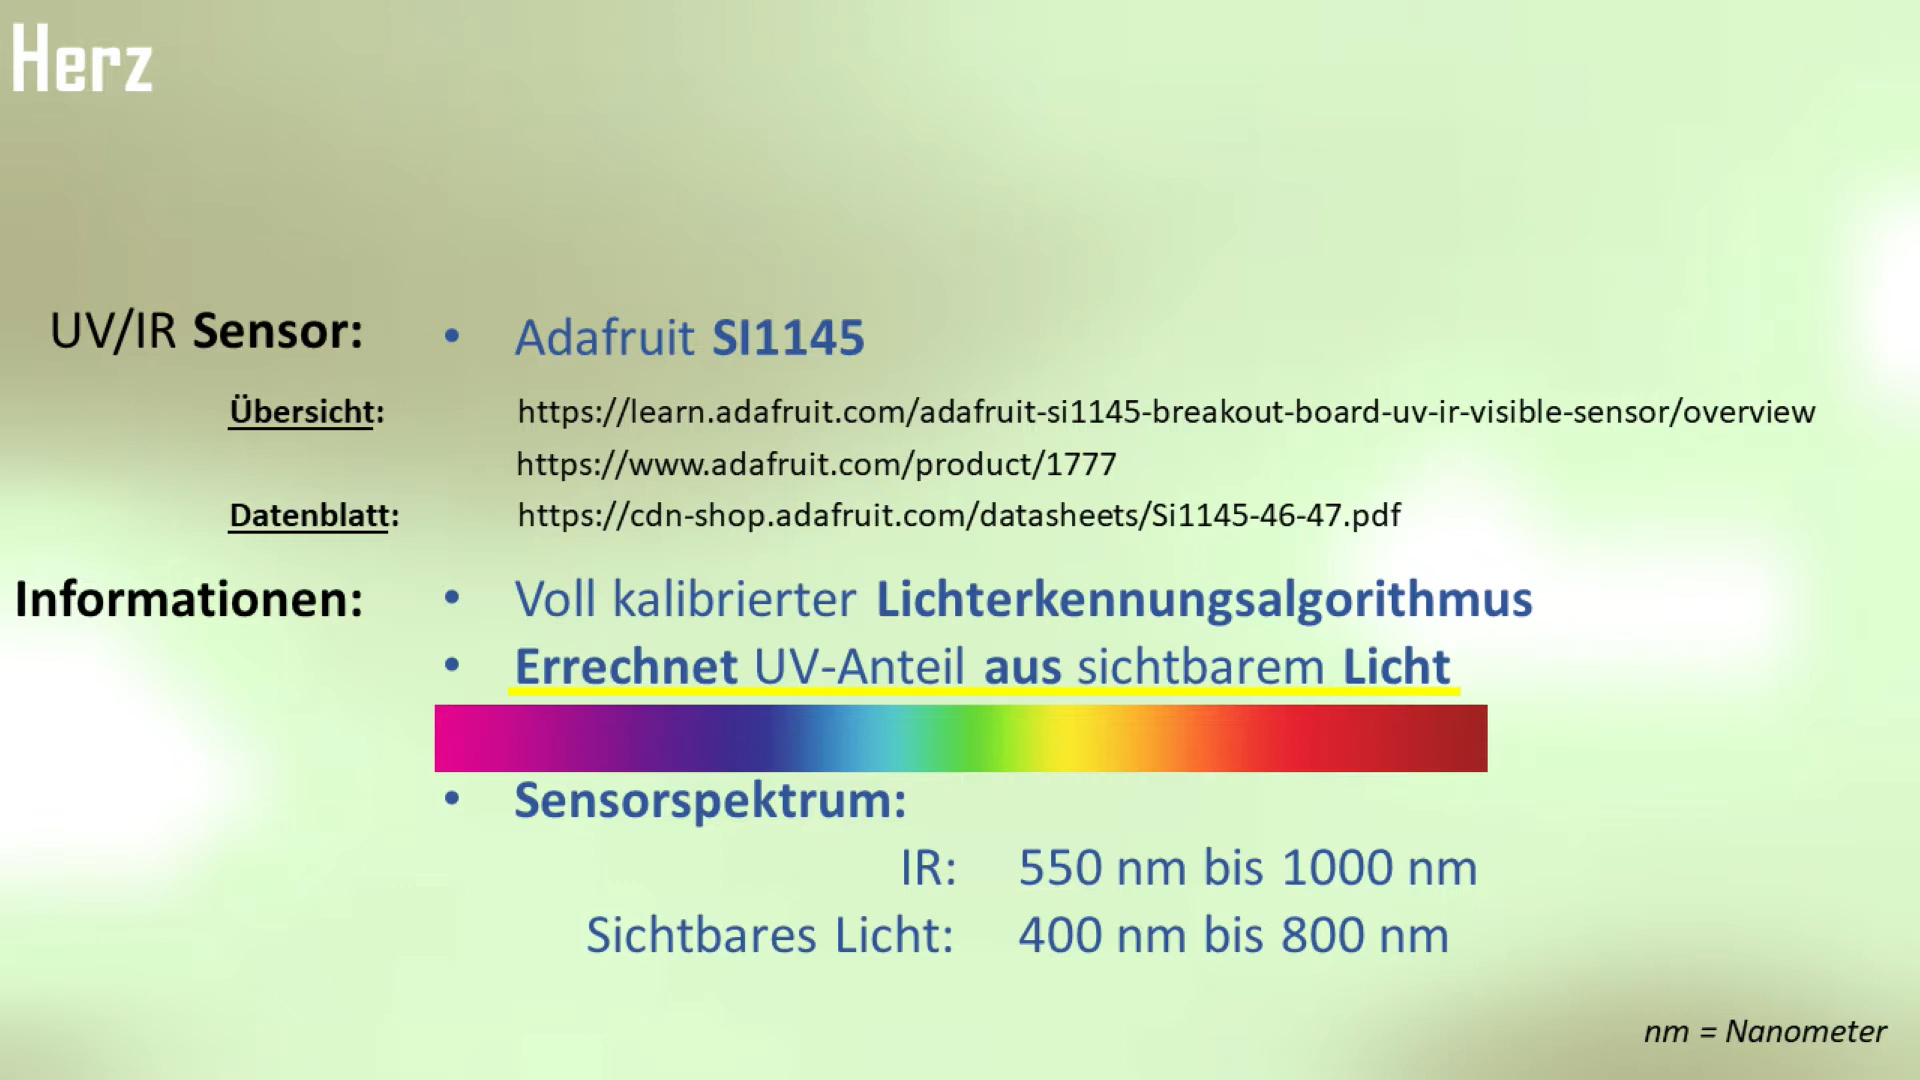 Herz
UV/IR Sensor: • Adafruit SI1145
Übersicht: https://learn.adafruit.com/adafruit-si1145-breakout-board-uv-ir-visible-sensor/overview
https://www.adafruit.com/product/1777
Datenblatt: https://cdn-shop.adafruit.com/datasheets/Si1145-46-47.pdf
Informationen: • Voll kalibrierter Lichterkennungsalgorithmus
• Errechnet UV-Anteil aus sichtbarem Licht
• Sensorspektrum:
IR: 550 nm bis 1000 nm
Sichtbares Licht: 400 nm bis 800 nm
nm = Nanometer